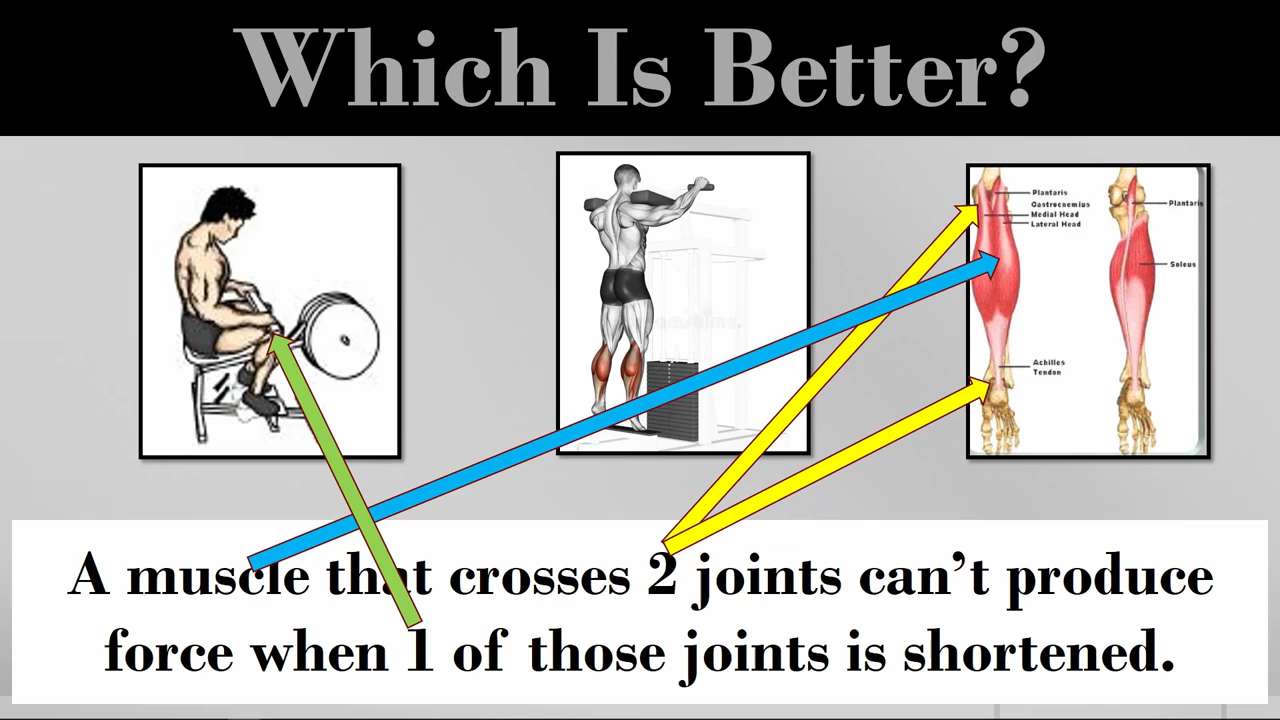 Which Is Better?
Plantaris
Gastrocnemius
Medial Head
Lateral Head
Plantaris
Soleus
Achilles
Tendon
A muscle that crosses 2 joints can't produce
force when 1 of those joints is shortened.